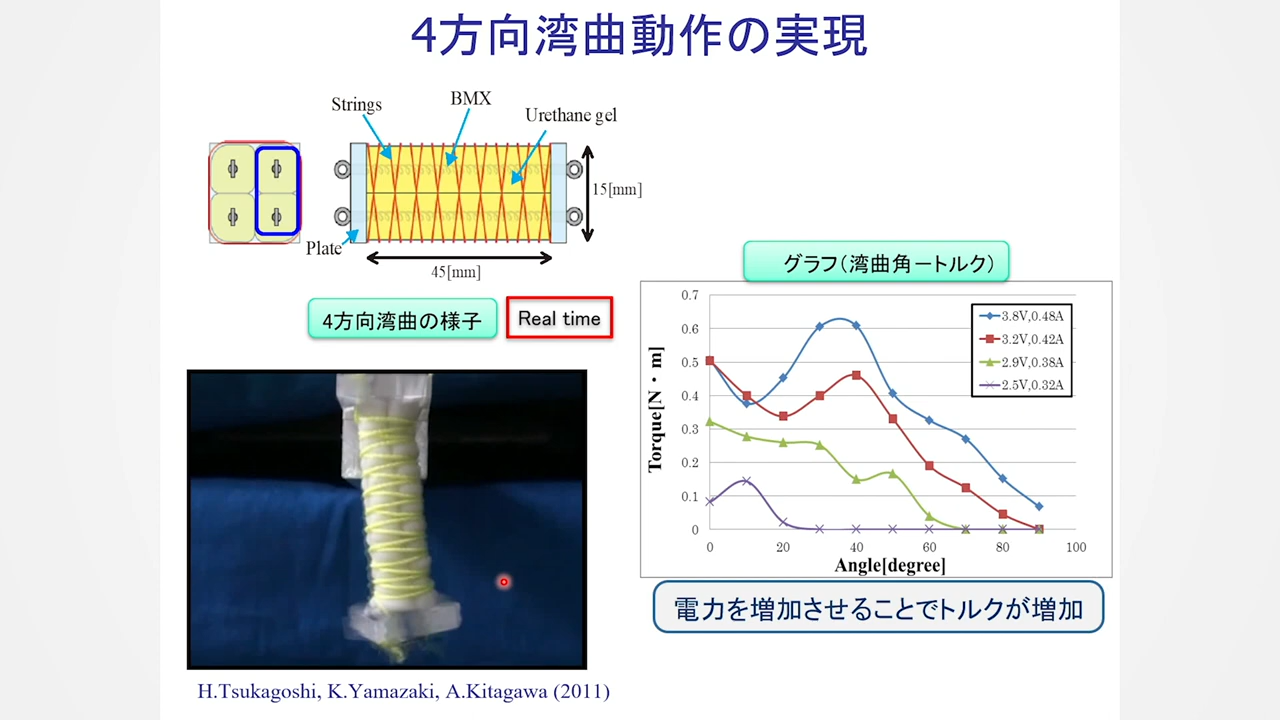 4方向湾曲動作の実現
Strings
BMX
Urethane gel
15[mm]
Plate
45[mm]
4方向湾曲の様子
Real time
グラフ(湾曲角ートルク)
0.7
0.6
0.5
0.4
0.3
0.2
0.1
0
Torque[N・m]
3.8V,0.48A
3.2V,0.42A
2.9V,0.38A
2.5V,0.32A
0 20 40 60 80 100
Angle[degree]
電力を増加させることでトルクが増加
H.Tsukagoshi, K.Yamazaki, A.Kitagawa (2011)